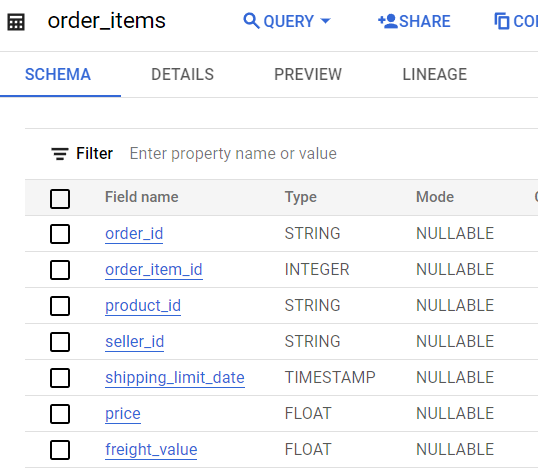 order_items QUERY SHARE
SCHEMA DETAILS PREVIEW LINEAGE
Filter Enter property name or value
Field name Type Mode
order_id STRING NULLABLE
order_item_id INTEGER NULLABLE
product_id STRING NULLABLE
seller_id STRING NULLABLE
shipping_limit_date TIMESTAMP NULLABLE
price FLOAT NULLABLE
freight_value FLOAT NULLABLE